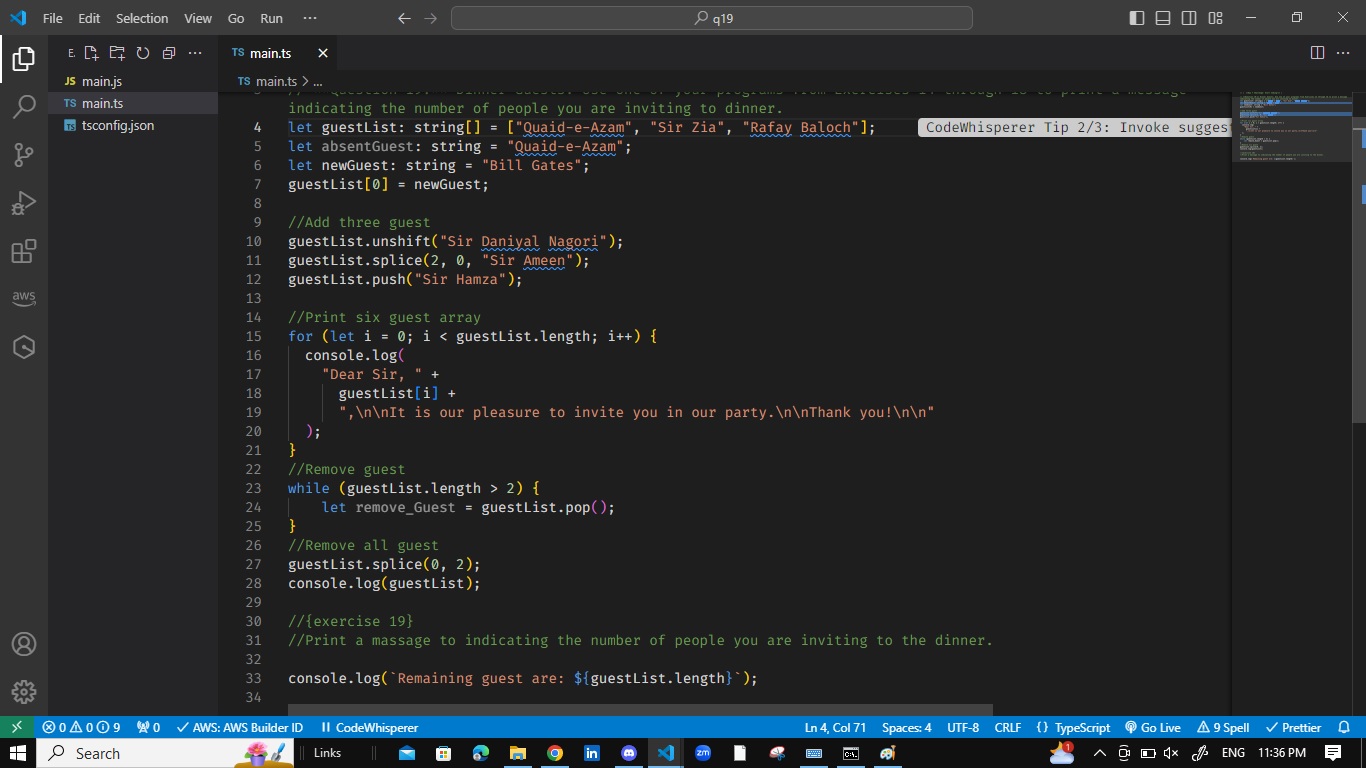 File Edit Selection View Go Run ··· q19
E. TS main.ts
JS main.js
TS main.ts
tsconfig.json
TS main.ts > ...
indicating the number of people you are inviting to dinner.
4 let guestList: string[] = ["Quaid-e-Azam", "Sir Zia", "Rafay Baloch"]; CodeWhisperer Tip 2/3: Invoke sugges
5 let absentGuest: string = "Quaid-e-Azam";
6 let newGuest: string = "Bill Gates";
7 guestList[0] = newGuest;
8
9 //Add three guest
10 guestList.unshift("Sir Daniyal Nagori");
11 guestList.splice(2, 0, "Sir Ameen");
12 guestList.push("Sir Hamza");
13
14 //Print six guest array
15 for (let i = 0; i < guestList.length; i++) {
16 console.log(
17 "Dear Sir, " +
18 guestList[i] +
19 ",\n\nIt is our pleasure to invite you in our party.\n\nThank you!\n\n"
20 );
21 }
22 //Remove guest
23 while (guestList.length > 2) {
24 let remove_Guest = guestList.pop();
25 }
26 //Remove all guest
27 guestList.splice(0, 2);
28 console.log(guestList);
29
30 //{exercise 19}
31 //Print a massage to indicating the number of people you are inviting to the dinner.
32
33 console.log(`Remaining guest are: ${guestList.length}`);
34
aws
0 0 9 0 AWS: AWS Builder ID CodeWhisperer Ln 4, Col 71 Spaces: 4 UTF-8 CRLF {} TypeScript Go Live 9 Spell Prettier
Search Links in zm 1 ENG 11:36 PM